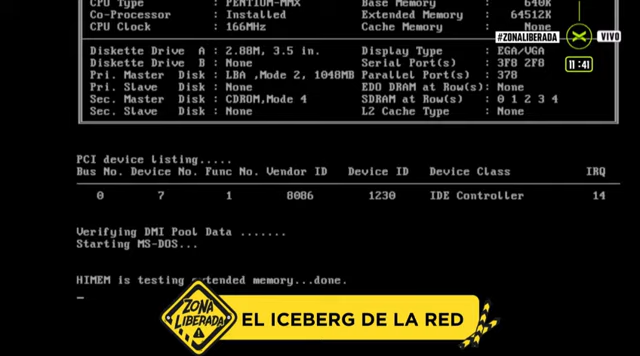 CPU Type : PENTIUM-MMX Base Memory : 640K
Co-Processor : Installed Extended Memory : 64512K
CPU Clock : 166MHz Cache Memory : None
#ZONALIBERADA VIVO
11:41
Diskette Drive A : 2.88M, 3.5 in. Display Type : EGA/VGA
Diskette Drive B : None Serial Port(s) : 3F8 2F8
Pri. Master Disk : LBA ,Mode 2, 1048MB Parallel Port(s) : 378
Pri. Slave Disk : None EDO DRAM at Row(s) : None
Sec. Master Disk : CDROM,Mode 4 SDRAM at Row(s) : 0 1 2 3 4
Sec. Slave Disk : None L2 Cache Type : None
PCI device listing.....
Bus No. Device No. Func No. Vendor ID Device ID Device Class IRQ
0 7 1 8086 1230 IDE Controller 14
Verifying DMI Pool Data .......
Starting MS-DOS...
HIMEM is testing extended memory...done.
ZONA
LIBERADA
EL ICEBERG DE LA RED